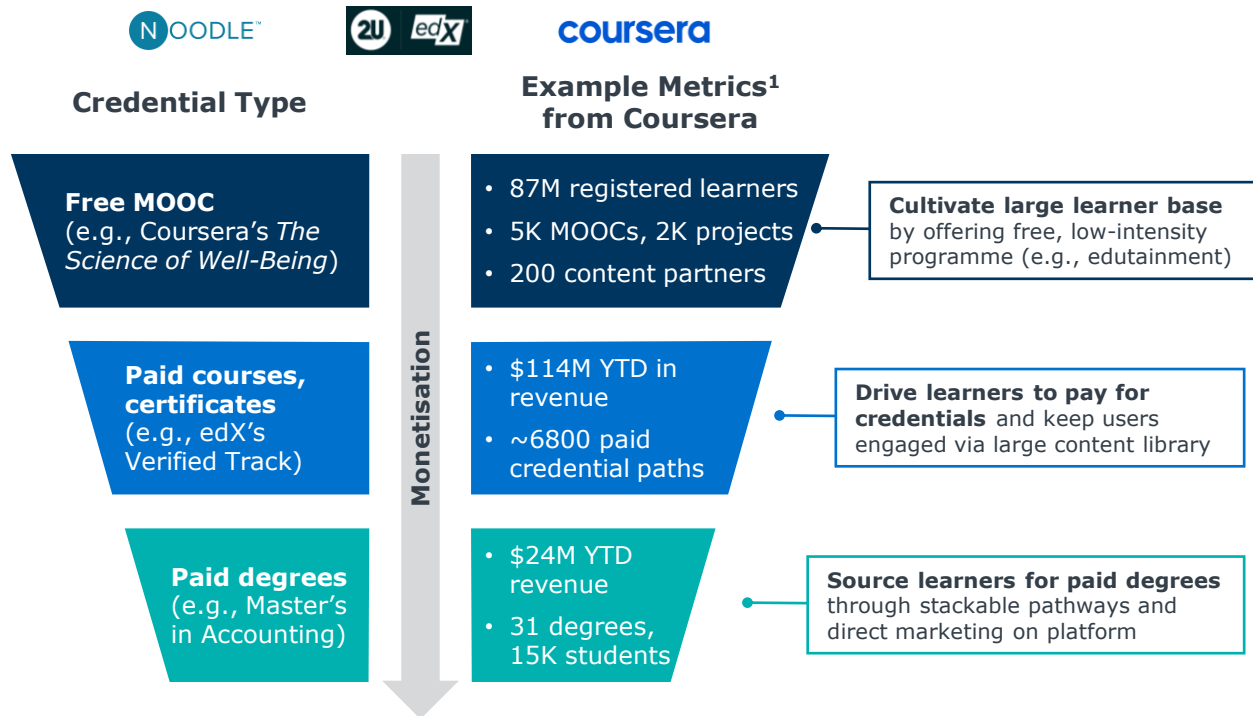 NOODLE™
2U edX
coursera
Credential Type
Example Metrics¹
from Coursera
Free MOOC
(e.g., Coursera's The
Science of Well-Being)
• 87M registered learners
• 5K MOOCs, 2K projects
• 200 content partners
Cultivate large learner base
by offering free, low-intensity
programme (e.g., edutainment)
Monetisation
Paid courses,
certificates
(e.g., edX's
Verified Track)
• $114M YTD in
revenue
• ~6800 paid
credential paths
Drive learners to pay for
credentials and keep users
engaged via large content library
Paid degrees
(e.g., Master's
in Accounting)
• $24M YTD
revenue
• 31 degrees,
15K students
Source learners for paid degrees
through stackable pathways and
direct marketing on platform